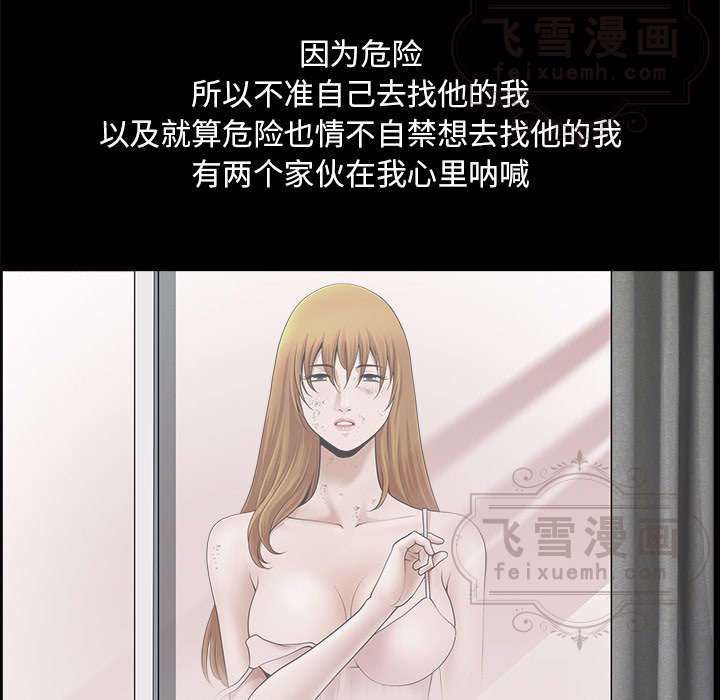 飞雪漫画
feixuemh.com
因为危险
所以不准自己去找他的我
以及就算危险也情不自禁想去找他的我
有两个家伙在我心里呐喊
飞雪漫画
feixuemh.com